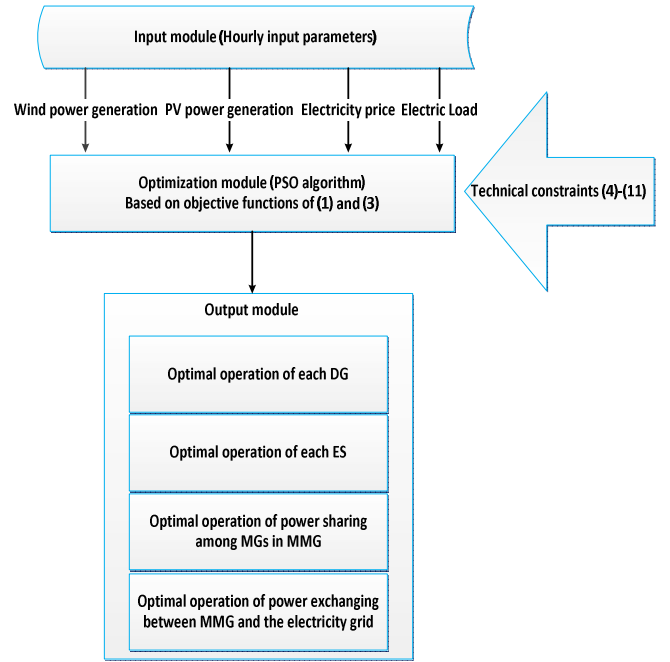 Input module (Hourly input parameters)
Wind power generation PV power generation Electricity price Electric Load
Optimization module (PSO algorithm)
Based on objective functions of (1) and (3)
Technical constraints (4)-(11)
Output module
Optimal operation of each DG
Optimal operation of each ES
Optimal operation of power sharing
among MGs in MMG
Optimal operation of power exchanging
between MMG and the electricity grid